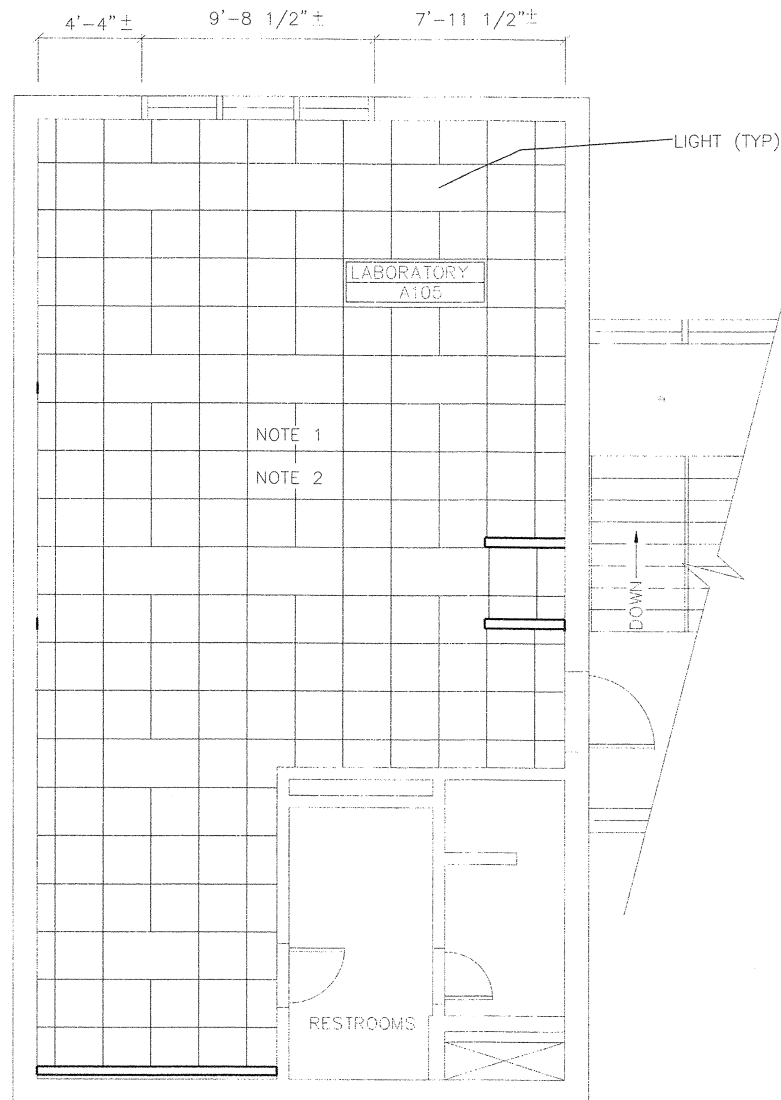 4'-4"±
9'-8 1/2"±
7'-11 1/2"±
LIGHT (TYP)
LABORATORY
A105
NOTE 1
NOTE 2
DOWN
RESTROOMS